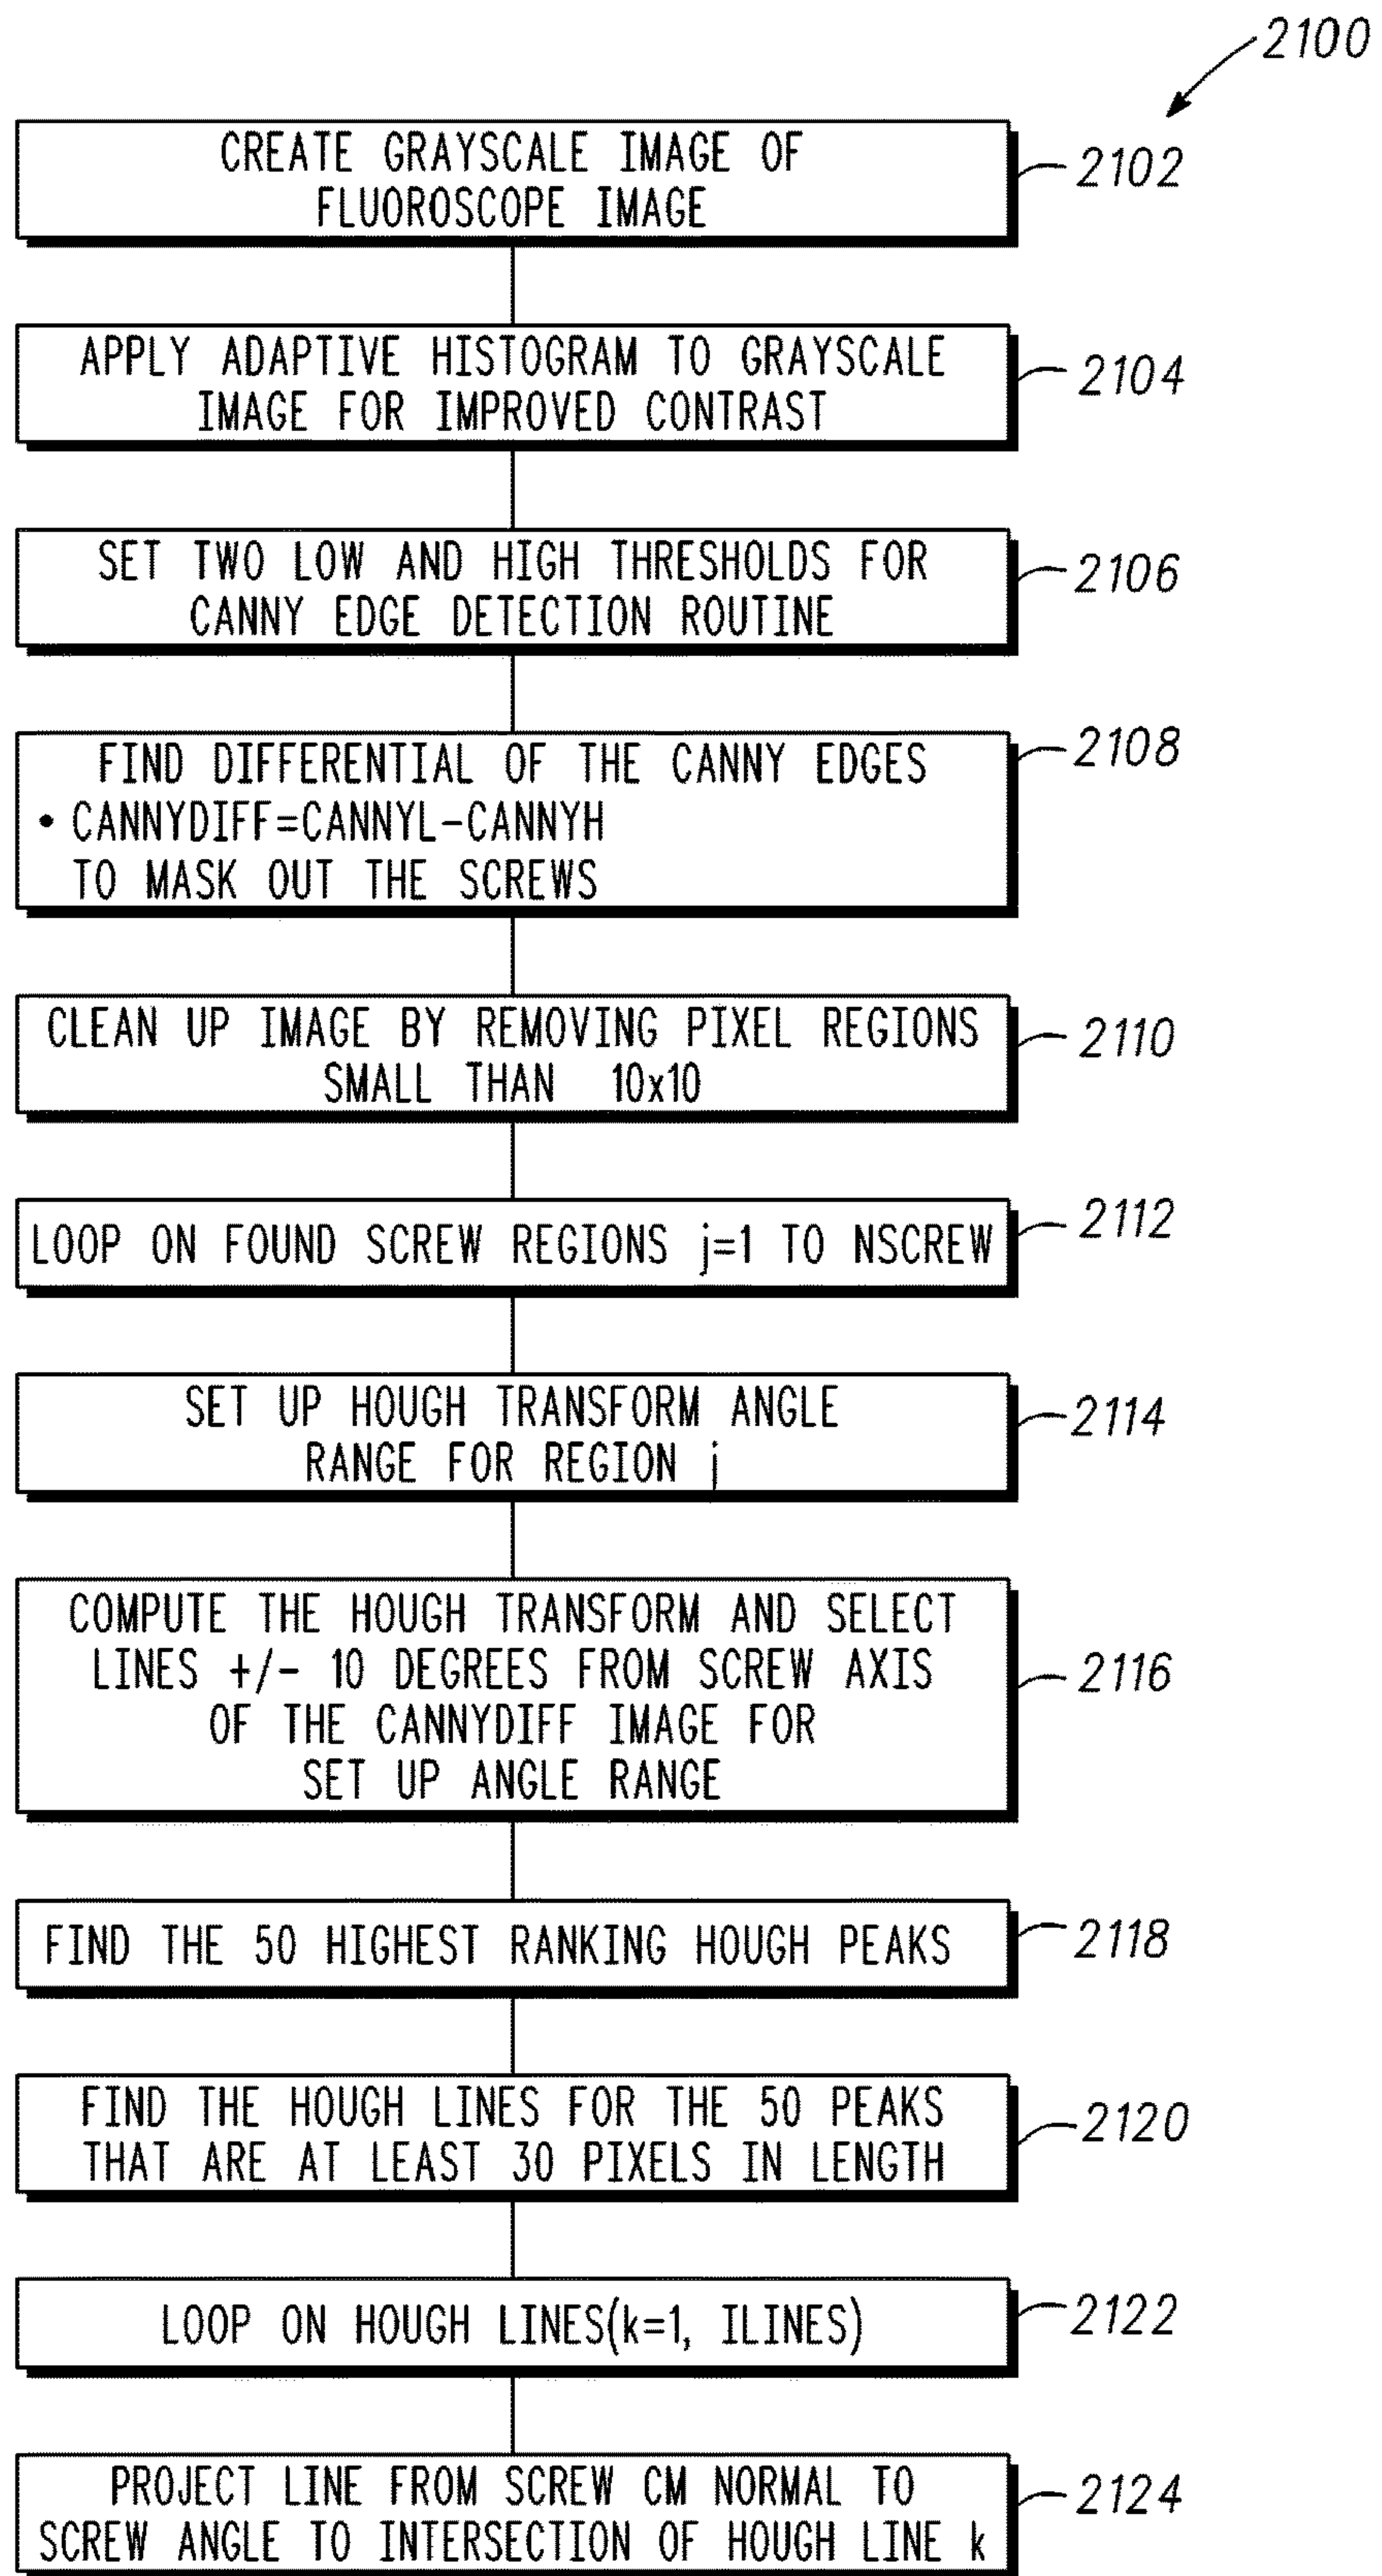 2100
CREATE GRAYSCALE IMAGE OF
FLUOROSCOPE IMAGE
2102
APPLY ADAPTIVE HISTOGRAM TO GRAYSCALE
IMAGE FOR IMPROVED CONTRAST
2104
SET TWO LOW AND HIGH THRESHOLDS FOR
CANNY EDGE DETECTION ROUTINE
2106
FIND DIFFERENTIAL OF THE CANNY EDGES
• CANNYDIFF=CANNYL-CANNYH
TO MASK OUT THE SCREWS
2108
CLEAN UP IMAGE BY REMOVING PIXEL REGIONS
SMALL THAN 10x10
2110
LOOP ON FOUND SCREW REGIONS j=1 TO NSCREW
2112
SET UP HOUGH TRANSFORM ANGLE
RANGE FOR REGION j
2114
COMPUTE THE HOUGH TRANSFORM AND SELECT
LINES +/- 10 DEGREES FROM SCREW AXIS
OF THE CANNYDIFF IMAGE FOR
SET UP ANGLE RANGE
2116
FIND THE 50 HIGHEST RANKING HOUGH PEAKS
2118
FIND THE HOUGH LINES FOR THE 50 PEAKS
THAT ARE AT LEAST 30 PIXELS IN LENGTH
2120
LOOP ON HOUGH LINES(k=1, ILINES)
2122
PROJECT LINE FROM SCREW CM NORMAL TO
SCREW ANGLE TO INTERSECTION OF HOUGH LINE k
2124